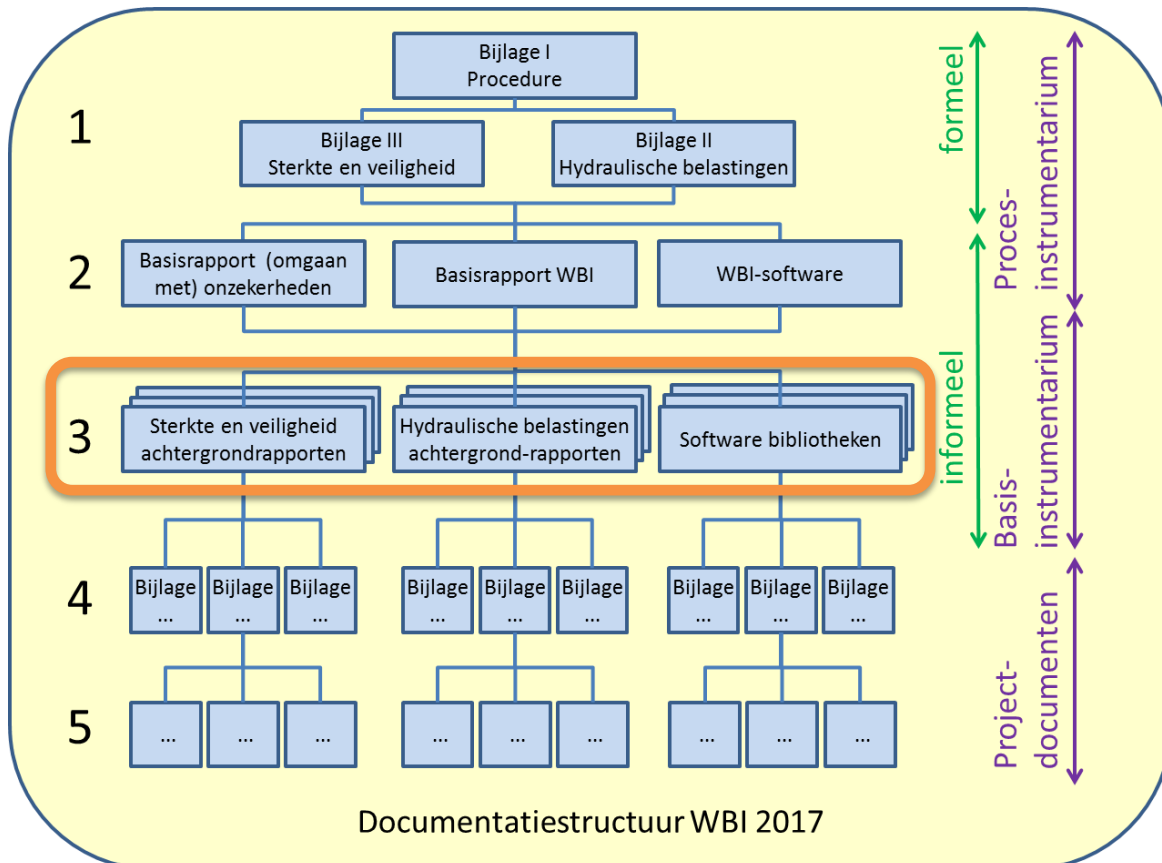 Bijlage I
Procedure
1
Bijlage III
Sterkte en veiligheid
Bijlage II
Hydraulische belastingen
2
Basisrapport (omgaan
met) onzekerheden
Basisrapport WBI
WBI-software
3
Sterkte en veiligheid
achtergrondrapporten
Hydraulische belastingen
achtergrond-rapporten
Software bibliotheken
4
Bijlage
...
Bijlage
...
Bijlage
...
Bijlage
...
Bijlage
...
Bijlage
...
Bijlage
...
Bijlage
...
Bijlage
...
5
...
...
...
...
...
...
...
...
...
formeel
informeel
Proces-
instrumentarium
Basis-
instrumentarium
Project-
documenten
Documentatiestructuur WBI 2017